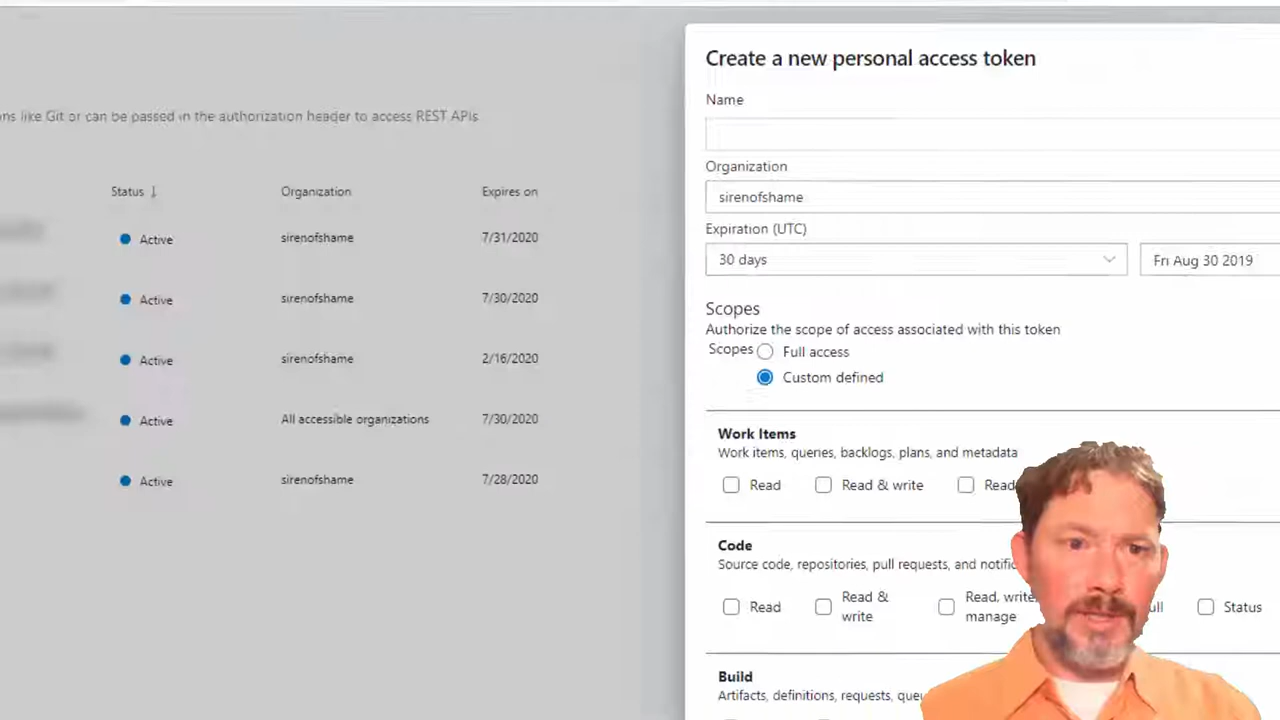 ns like Git or can be passed in the authorization header to access REST APIs
Status ↓ Organization Expires on
Active sirenofshame 7/31/2020
Active sirenofshame 7/30/2020
Active sirenofshame 2/16/2020
Active All accessible organizations 7/30/2020
Active sirenofshame 7/28/2020
Create a new personal access token
Name
Organization
sirenofshame
Expiration (UTC)
30 days Fri Aug 30 2019
Scopes
Authorize the scope of access associated with this token
Scopes Full access
Custom defined
Work Items
Work items, queries, backlogs, plans, and metadata
Read Read & write Read
Code
Source code, repositories, pull requests, and notific
Read Read & write Read, write, manage ull Status
Build
Artifacts, definitions, requests, queu